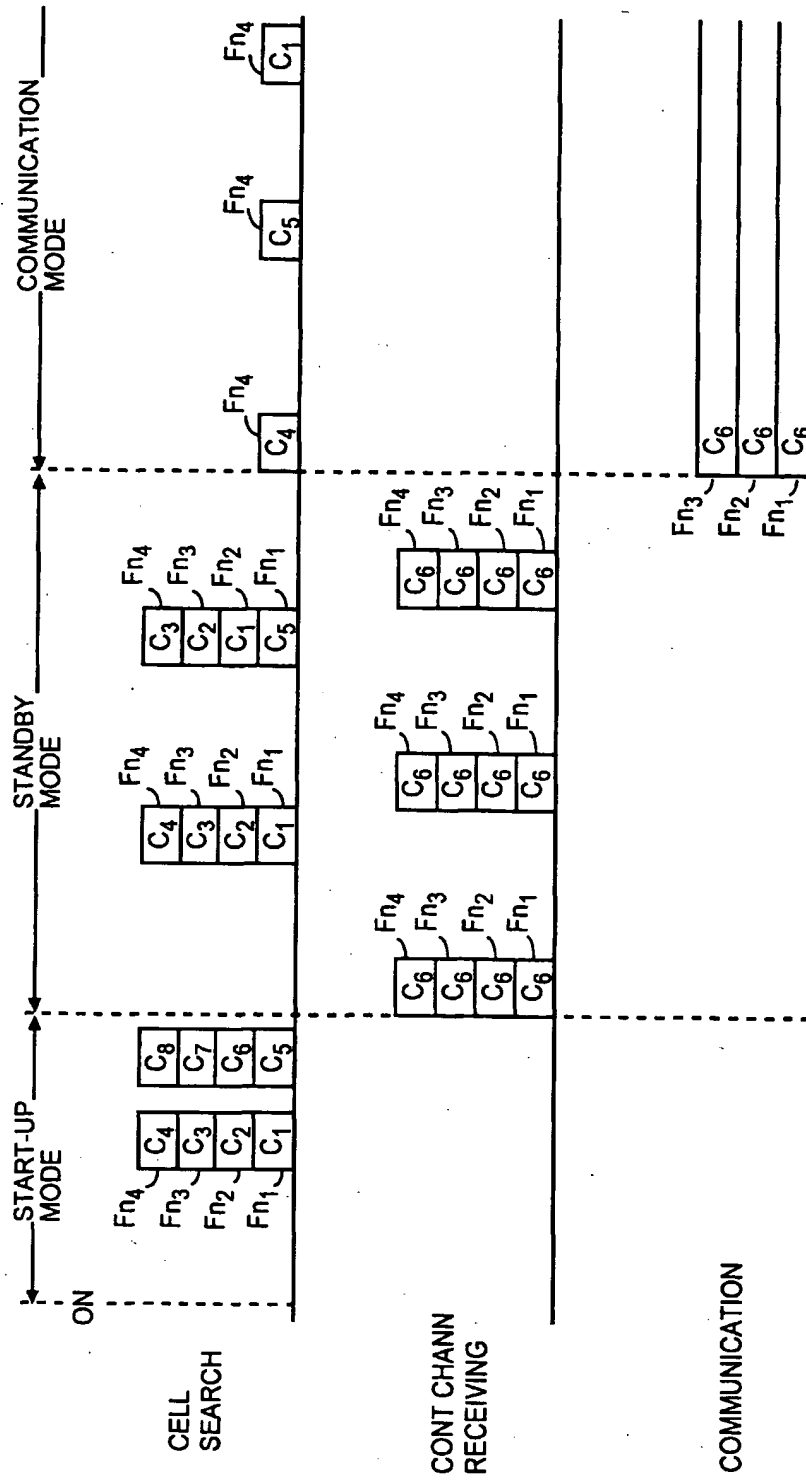 START-UP
MODE
STANDBY
MODE
COMMUNICATION
MODE
ON
CELL
SEARCH
Fn4
Fn3
Fn2
Fn1
C4
C3
C2
C1
C8
C7
C6
C5
Fn4
Fn3
Fn2
Fn1
C4
C3
C2
C1
Fn4
Fn3
Fn2
Fn1
C3
C2
C1
C5
Fn4
C4
Fn4
C5
Fn4
C1
CONT CHANN
RECEIVING
Fn4
Fn3
Fn2
Fn1
C6
C6
C6
C6
Fn4
Fn3
Fn2
Fn1
C6
C6
C6
C6
Fn4
Fn3
Fn2
Fn1
C6
C6
C6
C6
COMMUNICATION
Fn3
Fn2
Fn1
C6
C6
C6